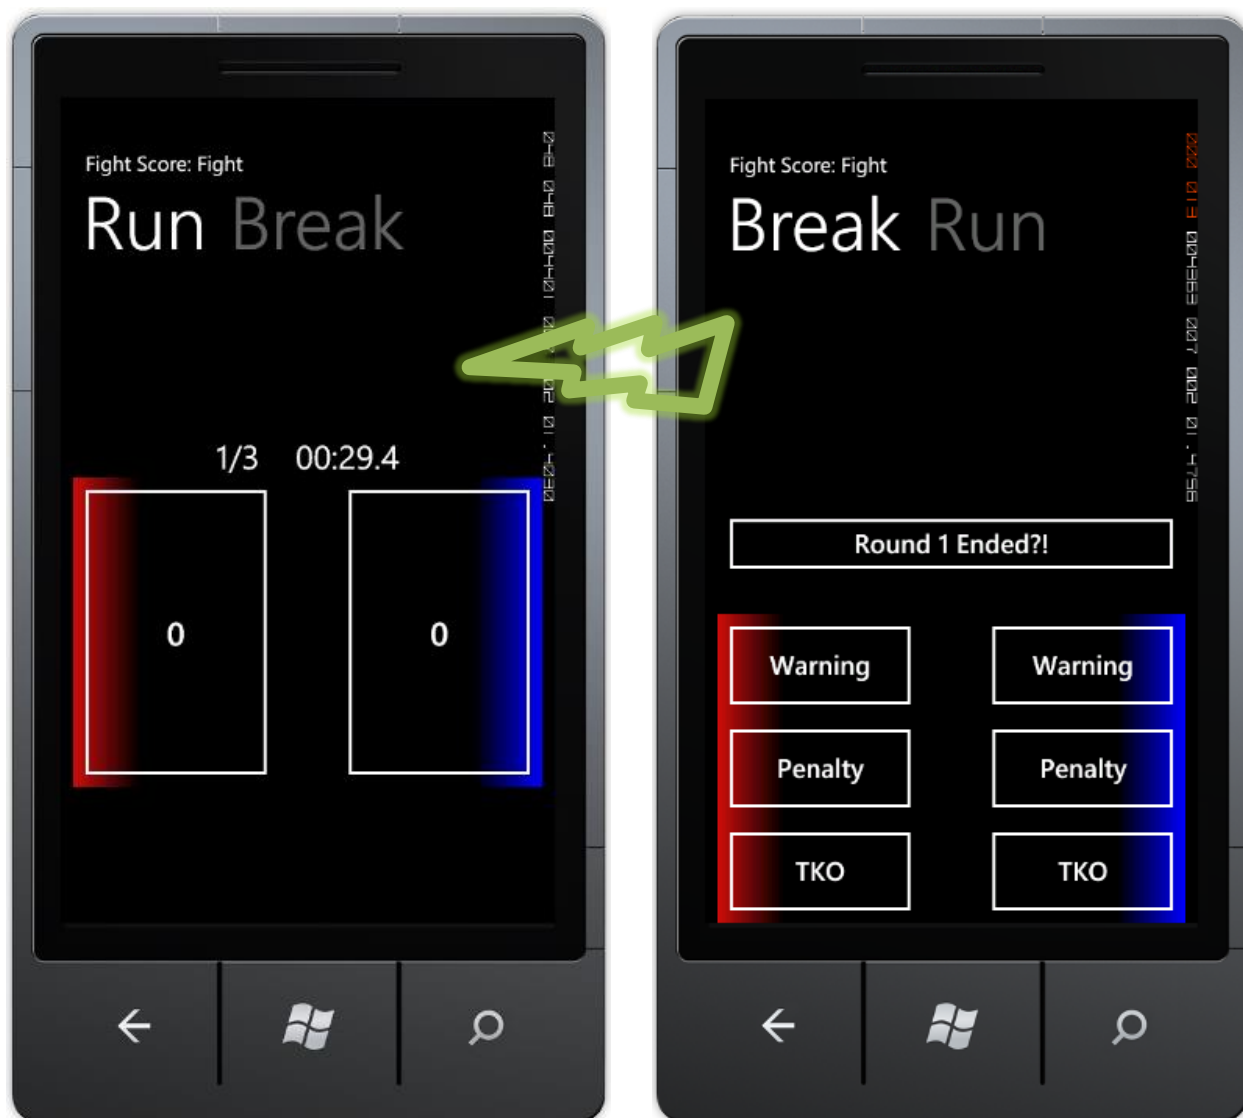 Fight Score: Fight
Run Break
1/3 00:29.4
0 0
Fight Score: Fight
Break Run
Round 1 Ended?!
Warning Warning
Penalty Penalty
TKO TKO